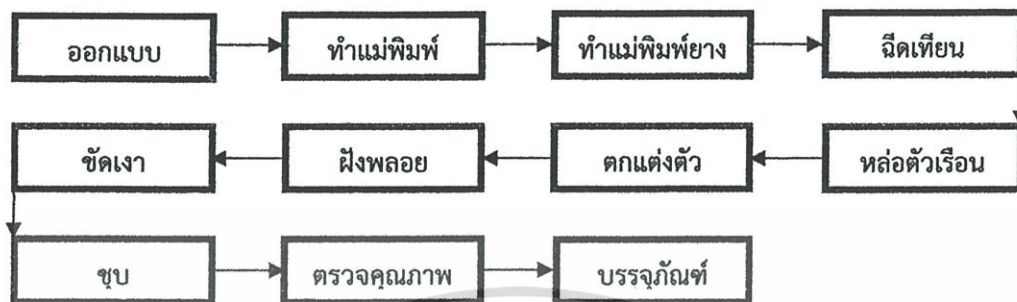 ออกแบบ
ทำแม่พิมพ์
ทำแม่พิมพ์ยาง
ฉีดเทียน
หล่อตัวเรือน
ตกแต่งตัว
ฝังพลอย
ขัดเงา
ชุบ
ตรวจคุณภาพ
บรรจุภัณฑ์